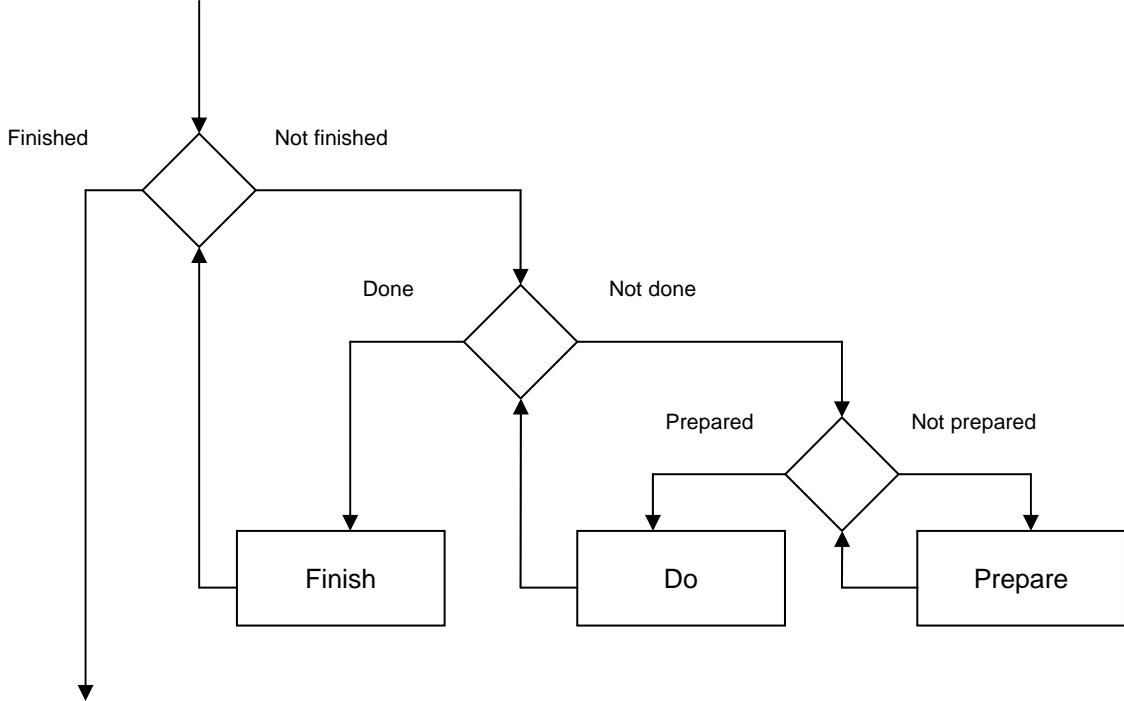 Finished
Not finished
Done
Not done
Prepared
Not prepared
Finish
Do
Prepare